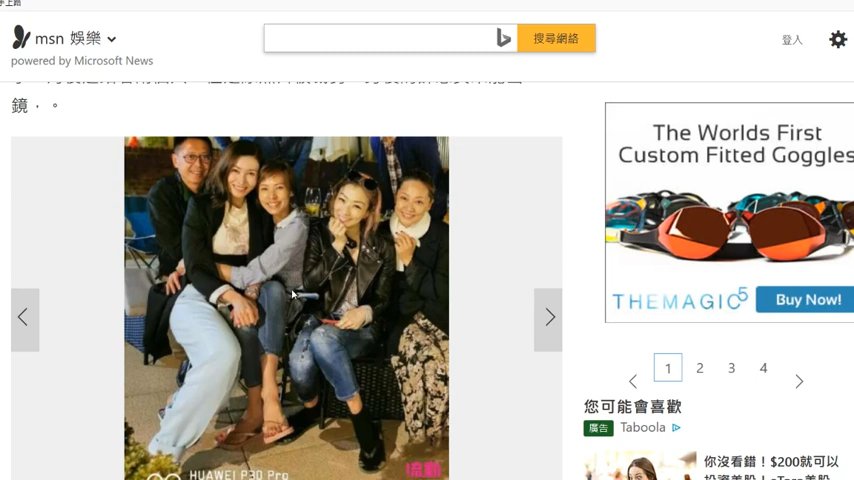 msn 娛樂
搜尋網絡
登入
powered by Microsoft News
鏡，。
The Worlds First
Custom Fitted Goggles
THEMAGIC5
Buy Now!
HUAWEI P30 Pro
流動
1 2 3 4
您可能會喜歡
廣告 Taboola
你沒看錯！$200就可以